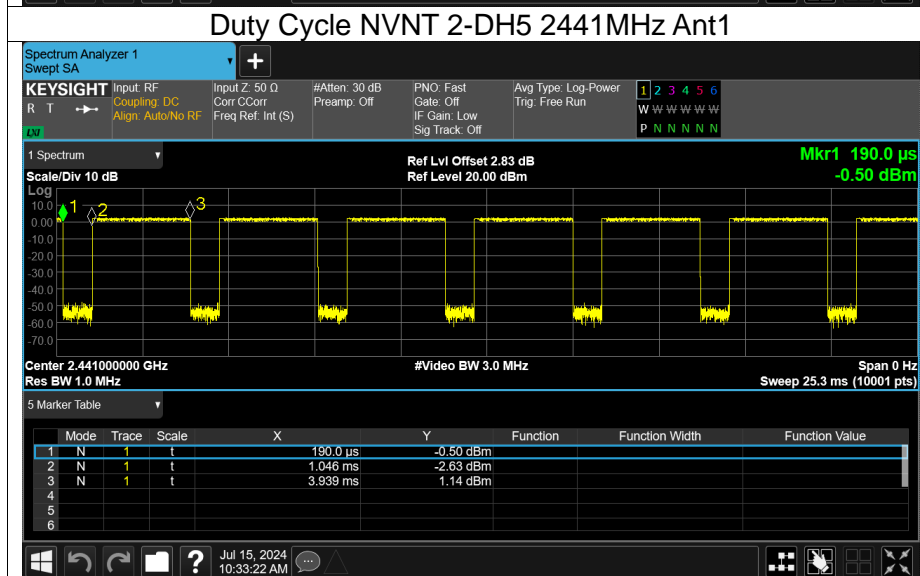 Duty Cycle NVNT 2-DH5 2441MHz Ant1
Spectrum Analyzer 1
Swept SA
KEYSIGHT
R T
LXI
Input: RF
Coupling: DC
Align: Auto/No RF
Input Z: 50 Ω
Corr CCorr
Freq Ref: Int (S)
#Atten: 30 dB
Preamp: Off
PNO: Fast
Gate: Off
IF Gain: Low
Sig Track: Off
Avg Type: Log-Power
Trig: Free Run
1 2 3 4 5 6
W W W W W W
P N N N N N
1 Spectrum
Scale/Div 10 dB
Ref Lvl Offset 2.83 dB
Ref Level 20.00 dBm
Mkr1 190.0 µs
-0.50 dBm
Log
10.0
0.00
-10.0
-20.0
-30.0
-40.0
-50.0
-60.0
-70.0
1
2
3
Center 2.441000000 GHz
Res BW 1.0 MHz
#Video BW 3.0 MHz
Span 0 Hz
Sweep 25.3 ms (10001 pts)
5 Marker Table
Mode Trace Scale X Y Function Function Width Function Value
1 N 1 t 190.0 µs -0.50 dBm
2 N 1 t 1.046 ms -2.63 dBm
3 N 1 t 3.939 ms 1.14 dBm
4
5
6
?
Jul 15, 2024
10:33:22 AM